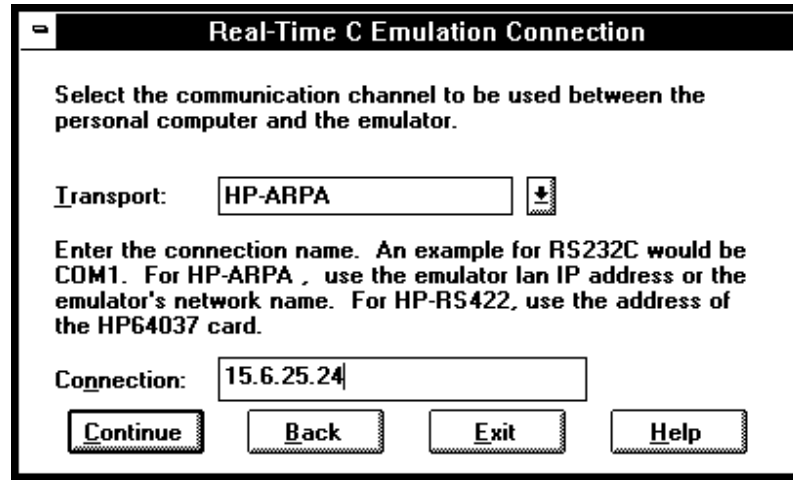 Real-Time C Emulation Connection
Select the communication channel to be used between the
personal computer and the emulator.
Transport: HP-ARPA
Enter the connection name.  An example for RS232C would be
COM1.  For HP-ARPA ,  use the emulator lan IP address or the
emulator's network name.  For HP-RS422, use the address of
the HP64037 card.
Connection: 15.6.25.24
Continue Back Exit Help